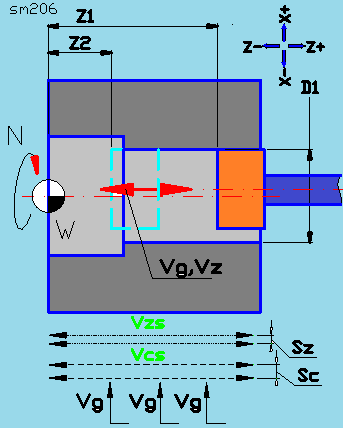 sm206
Z1
X+
Z2
Z- Z+
X-
D1
N
W
Vg,Vz
Vzs
Sz
Vcs
Sc
Vg Vg Vg